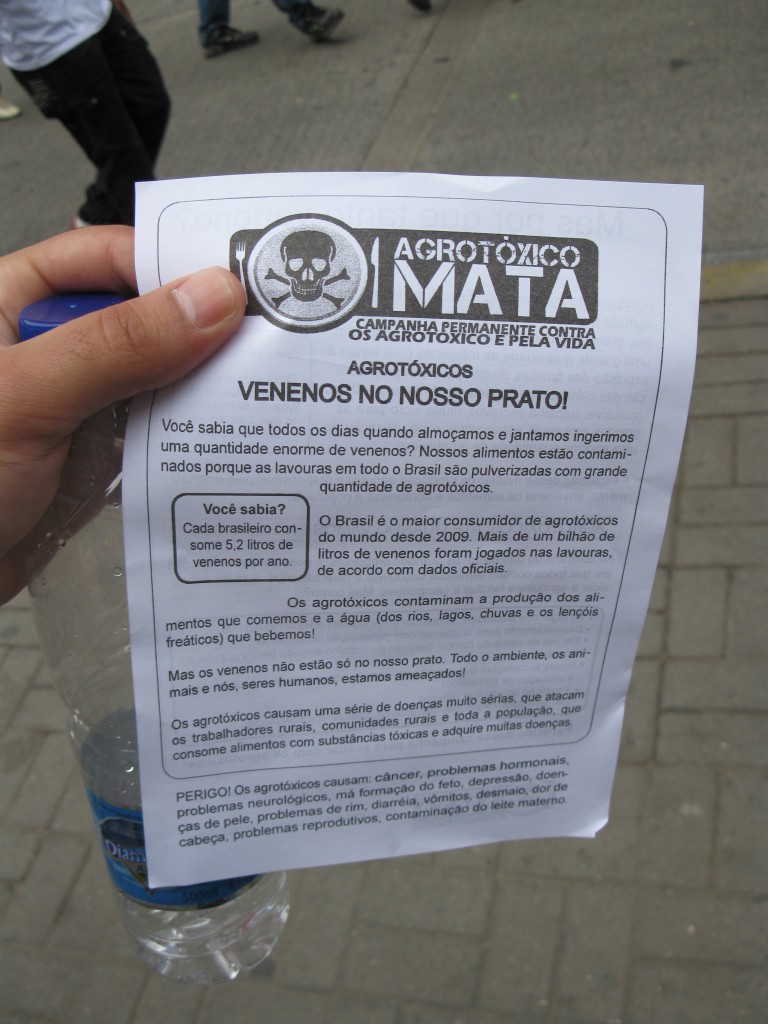 AGROTÓXICO
MATA
CAMPANHA PERMANENTE CONTRA
OS AGROTÓXICO E PELA VIDA
AGROTÓXICOS
VENENOS NO NOSSO PRATO!
Você sabia que todos os dias quando almoçamos e jantamos ingerimos
uma quantidade enorme de venenos? Nossos alimentos estão contami-
nados porque as lavouras em todo o Brasil são pulverizadas com grande
quantidade de agrotóxicos.
Você sabia?
Cada brasileiro con-
some 5,2 litros de
venenos por ano.
O Brasil é o maior consumidor de agrotóxicos
do mundo desde 2009. Mais de um bilhão de
litros de venenos foram jogados nas lavouras,
de acordo com dados oficiais.
Os agrotóxicos contaminam a produção dos ali-
mentos que comemos e a água (dos rios, lagos, chuvas e os lençóis
freáticos) que bebemos!
Mas os venenos não estão só no nosso prato. Todo o ambiente, os ani-
mais e nós, seres humanos, estamos ameaçados!
Os agrotóxicos causam uma série de doenças muito sérias, que atacam
os trabalhadores rurais, comunidades rurais e toda a população, que
consome alimentos com substâncias tóxicas e adquire muitas doenças.
PERIGO! Os agrotóxicos causam: câncer, problemas hormonais,
problemas neurológicos, má formação do feto, depressão, doen-
ças de pele, problemas de rim, diarréia, vômitos, desmaio, dor de
cabeça, problemas reprodutivos, contaminação do leite materno.
Diam
500ml